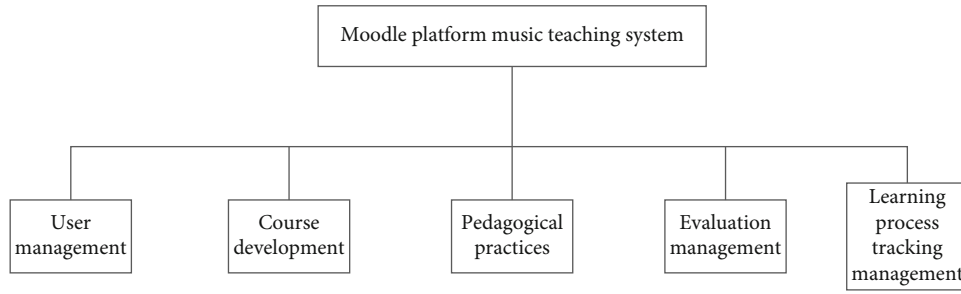 Moodle platform music teaching system
User
management
Course
development
Pedagogical
practices
Evaluation
management
Learning
process
tracking
management